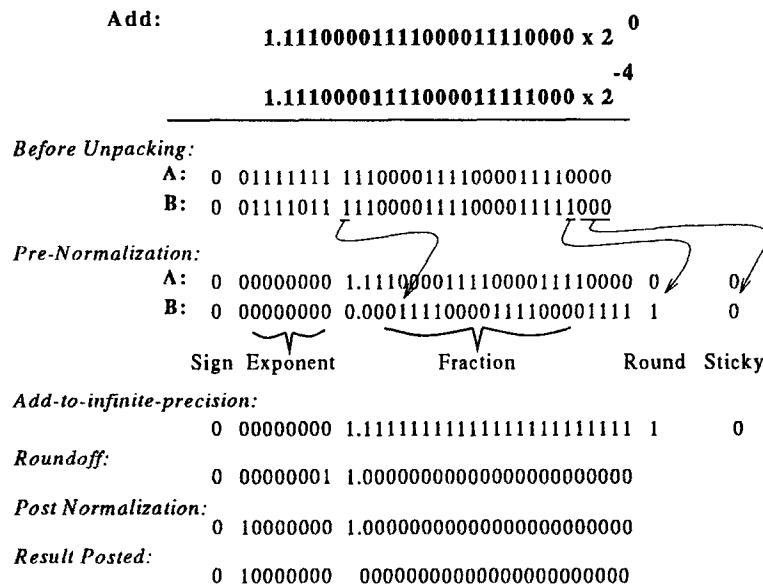 Add:
1.11100001111000011110000 x 2 0
1.11100001111000011111000 x 2 -4
Before Unpacking:
A: 0 01111111 11100001111000011110000
B: 0 01111011 11100001111000011111000
Pre-Normalization:
A: 0 00000000 1.11100001111000011110000 0 0
B: 0 00000000 0.00011110000111100001111 1 0
Sign Exponent Fraction Round Sticky
Add-to-infinite-precision:
0 00000000 1.11111111111111111111111 1 0
Roundoff:
0 00000001 1.00000000000000000000000
Post Normalization:
0 10000000 1.00000000000000000000000
Result Posted:
0 10000000 00000000000000000000000